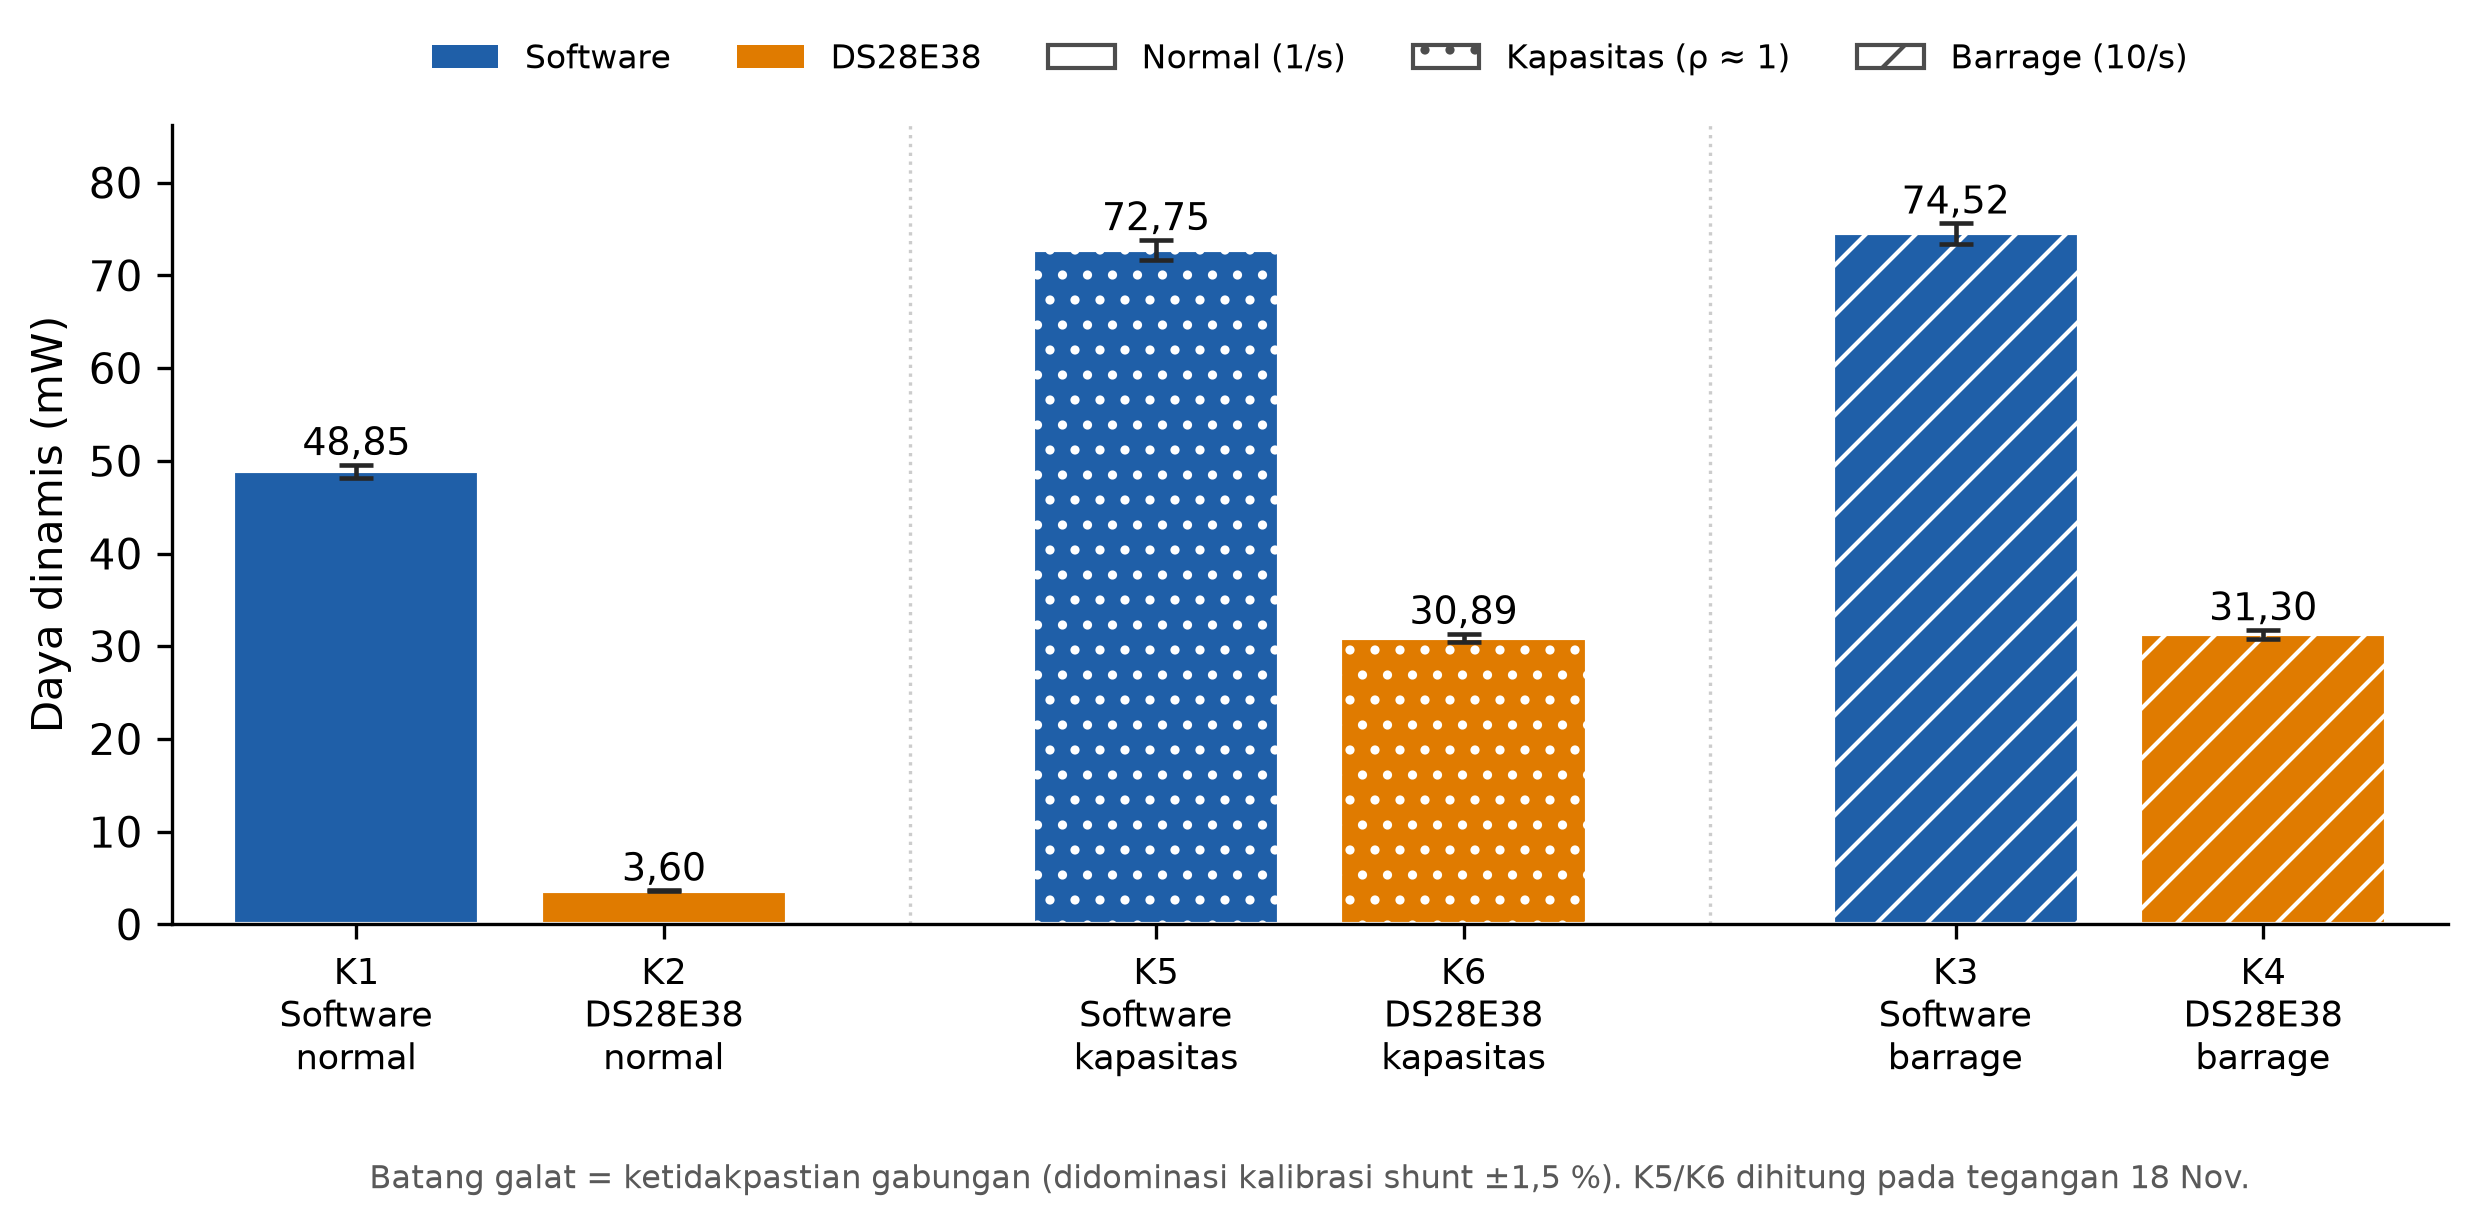 Software DS28E38 Normal (1/s) Kapasitas (ρ ≈ 1) Barrage (10/s)
Daya dinamis (mW)
80
70
60
50
40
30
20
10
0
48,85
3,60
72,75
30,89
74,52
31,30
K1
Software
normal
K2
DS28E38
normal
K5
Software
kapasitas
K6
DS28E38
kapasitas
K3
Software
barrage
K4
DS28E38
barrage
Batang galat = ketidakpastian gabungan (didominasi kalibrasi shunt ±1,5 %). K5/K6 dihitung pada tegangan 18 Nov.